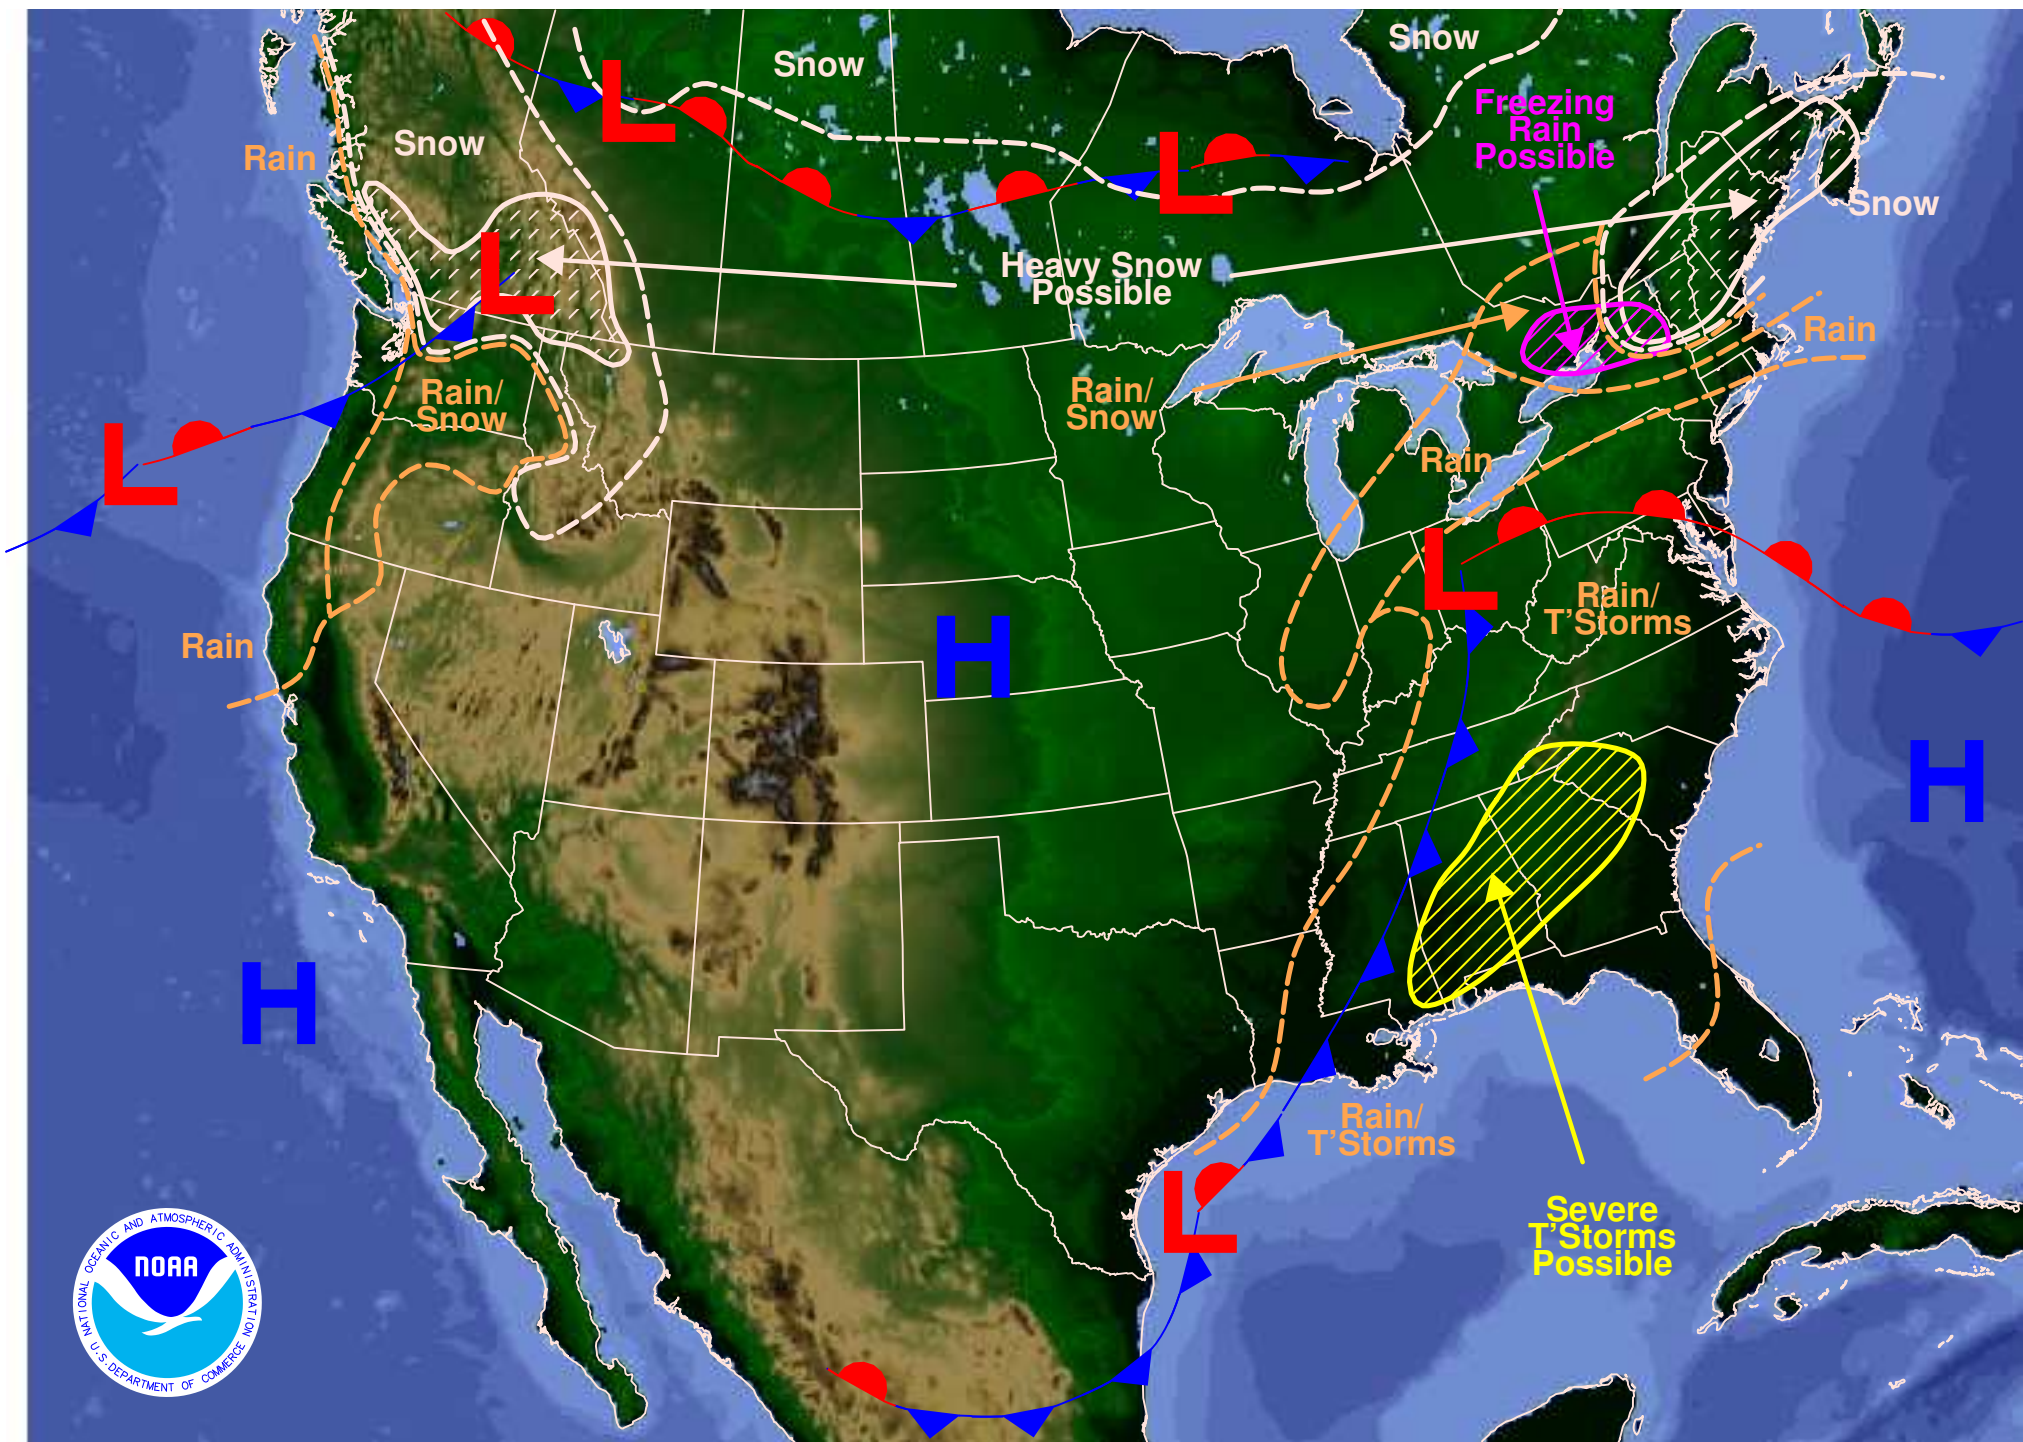 Snow
Snow
Freezing
Rain
Possible
Rain
Snow
Snow
Heavy Snow
Possible
Rain
Rain/
Snow
Rain/
Snow
Rain
Rain/
T'Storms
Rain
Rain/
T'Storms
Severe
T'Storms
Possible
L
L
L
L
L
L
H
H
H
NATIONAL OCEANIC AND ATMOSPHERIC ADMINISTRATION
NOAA
U.S. DEPARTMENT OF COMMERCE